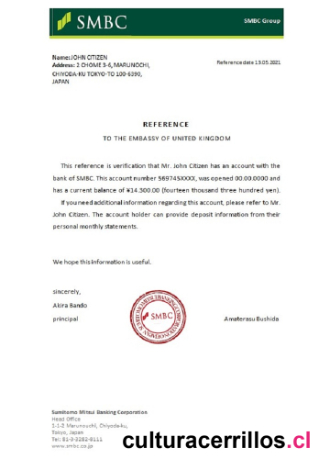 SMBC
SMBC Group
Name: JOHN CITIZEN
Address: 2 CHOME 3-6, MARUNOCHI,
CHIYODA-KU TOKYO-TO 100-6390,
JAPAN
Reference date 13.05.2021
REFERENCE
TO THE EMBASSY OF UNITED KINGDOM
This reference is verification that Mr. John Citizen has an account with the
bank of SMBC. This account number 569745XXXX, was opened 00.00.0000 and
has a current balance of ¥14.300.00 (fourteen thousand three hundred yen).
If you need additional information regarding this account, please refer to Mr.
John Citizen. The account holder can provide deposit information from their
personal monthly statements.
We hope this information is useful.
sincerely,
Akira Bando
principal
SMBC
Amaterasu Bushida
Sumitomo Mitsui Banking Corporation
Head Office
1-1-2 Marunouchi, Chiyoda-ku,
Tokyo, Japan
Tel: 81-3-3282-8111
www.smbc.co.jp
culturacerrillos.cl